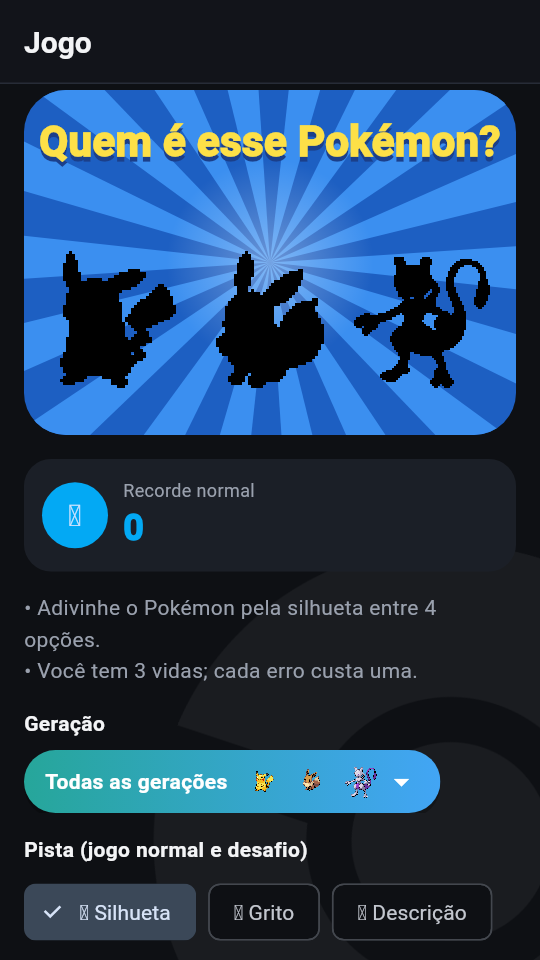 Jogo
Quem é esse Pokémon?
Recorde normal
0
• Adivinhe o Pokémon pela silhueta entre 4
opções.
• Você tem 3 vidas; cada erro custa uma.
Geração
Todas as gerações
Pista (jogo normal e desafio)
Silhueta
Grito
Descrição